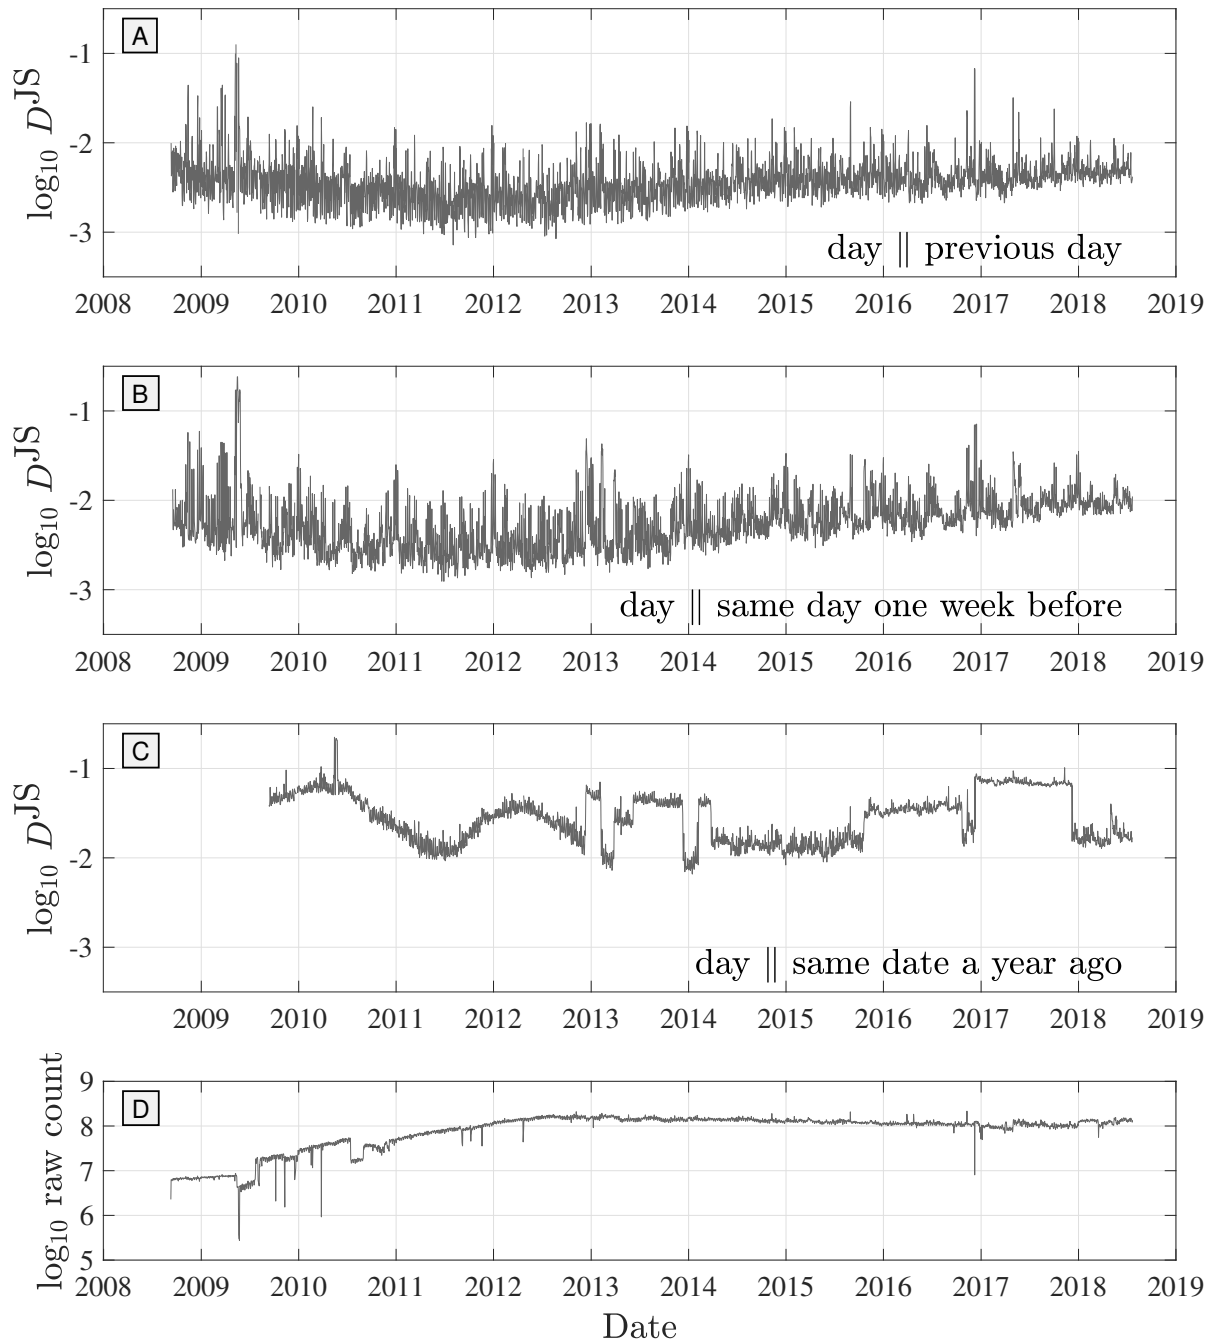 A
-1
-2
-3
log10 D^JS
day ∥ previous day
2008 2009 2010 2011 2012 2013 2014 2015 2016 2017 2018 2019
B
-1
-2
-3
log10 D^JS
day ∥ same day one week before
2008 2009 2010 2011 2012 2013 2014 2015 2016 2017 2018 2019
C
-1
-2
-3
log10 D^JS
day ∥ same date a year ago
2009 2010 2011 2012 2013 2014 2015 2016 2017 2018 2019
D
9
8
7
6
5
log10 raw count
2008 2009 2010 2011 2012 2013 2014 2015 2016 2017 2018 2019
Date